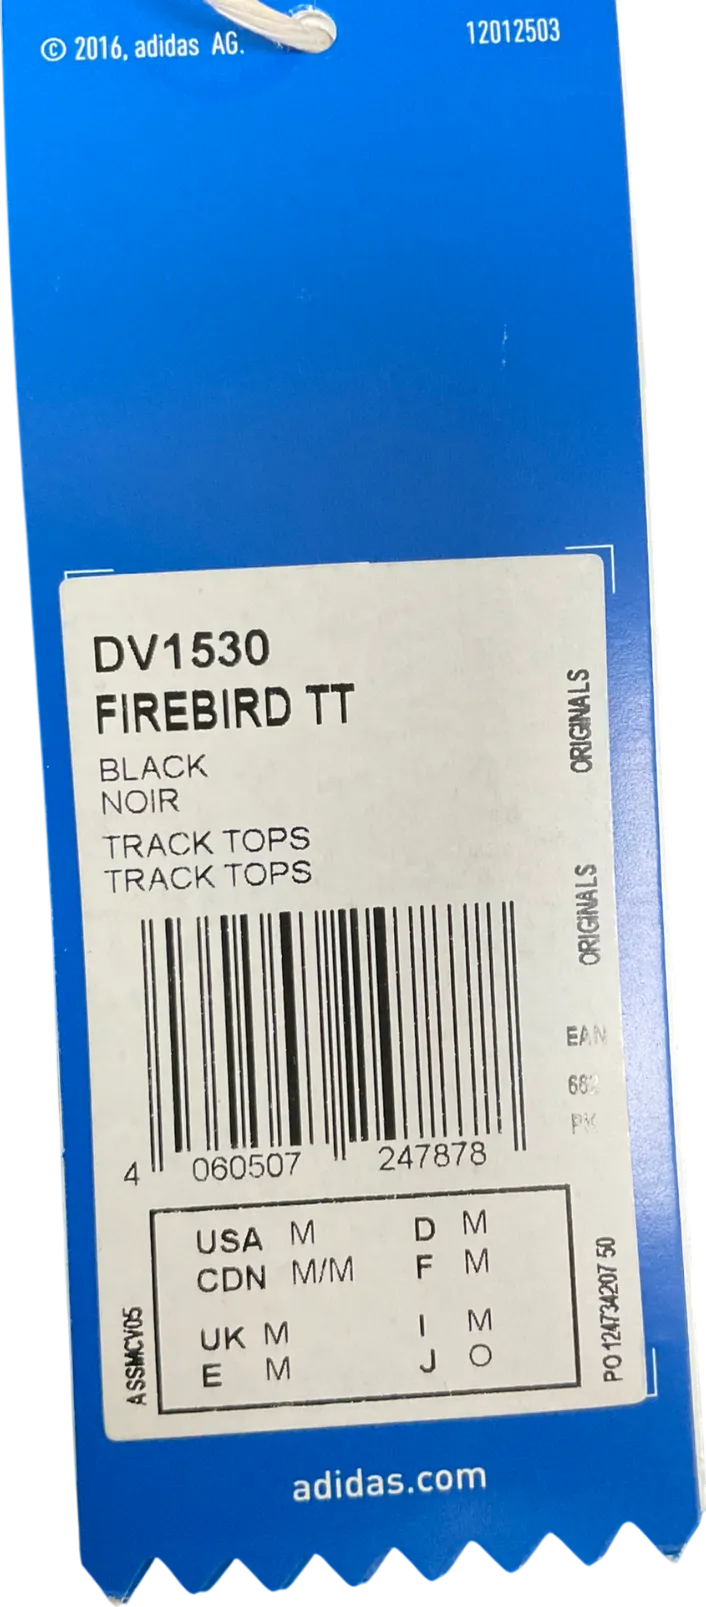 © 2016, adidas AG.
12012503
DV1530
FIREBIRD TT
BLACK
NOIR
TRACK TOPS
TRACK TOPS
ORIGINALS
ORIGINALS
EAN
4 060507 247878
USA M D M
CDN M/M F M
UK M I M
E M J O
ASSMCV05
PO 124734207 50
adidas.com